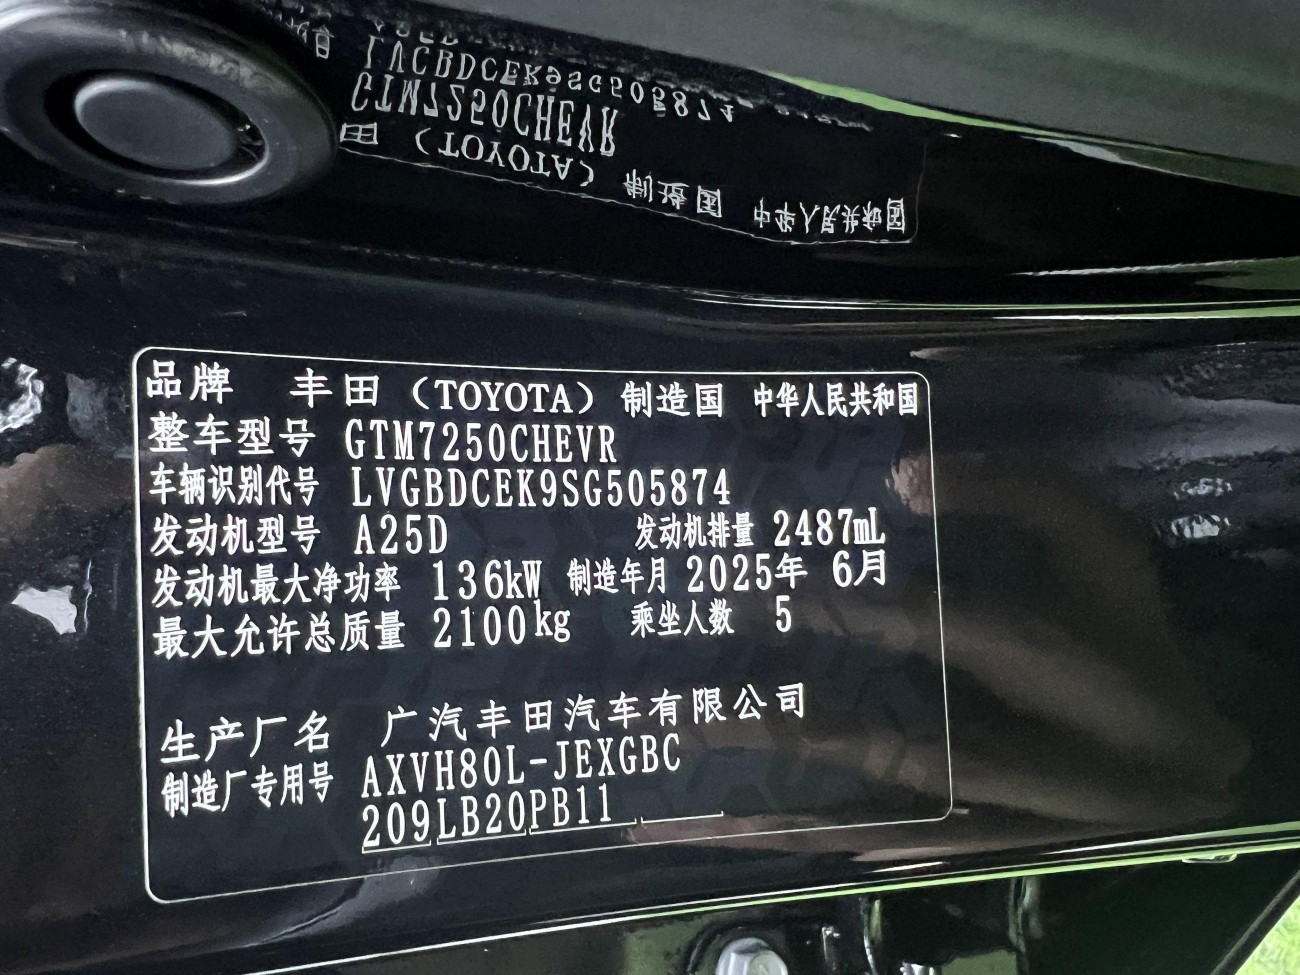 品牌 丰田（TOYOTA）制造国 中华人民共和国
整车型号 GTM7250CHEVR
车辆识别代号 LVGBDCEK9SG505874
发动机型号 A25D 发动机排量 2487mL
发动机最大净功率 136kW 制造年月 2025年 6月
最大允许总质量 2100kg 乘坐人数 5
生产厂名 广汽丰田汽车有限公司
制造厂专用号 AXVH80L-JEXGBC
209LB20PB11